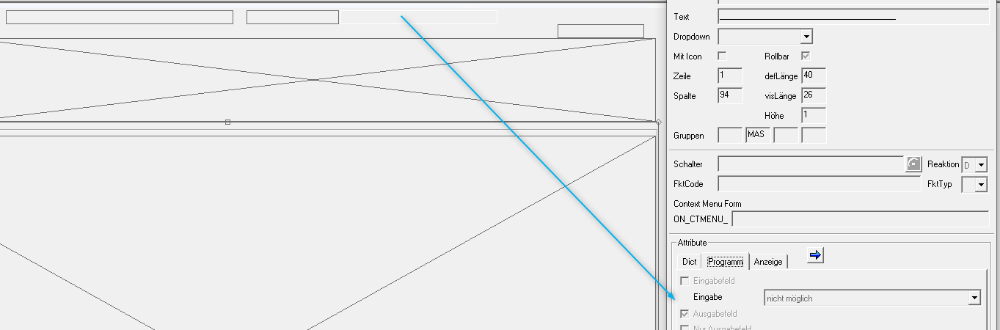 Text
Dropdown
Mit Icon Rollbar
Zeile 1 defLänge 40
Spalte 94 visLänge 26
Höhe 1
Gruppen MAS
Schalter Reaktion D
FktCode FktTyp
Context Menu Form
ON_CTMENU_
Attribute
Dict Programm Anzeige
Eingabefeld
Eingabe nicht möglich
Ausgabefeld
Nur Ausgabefeld